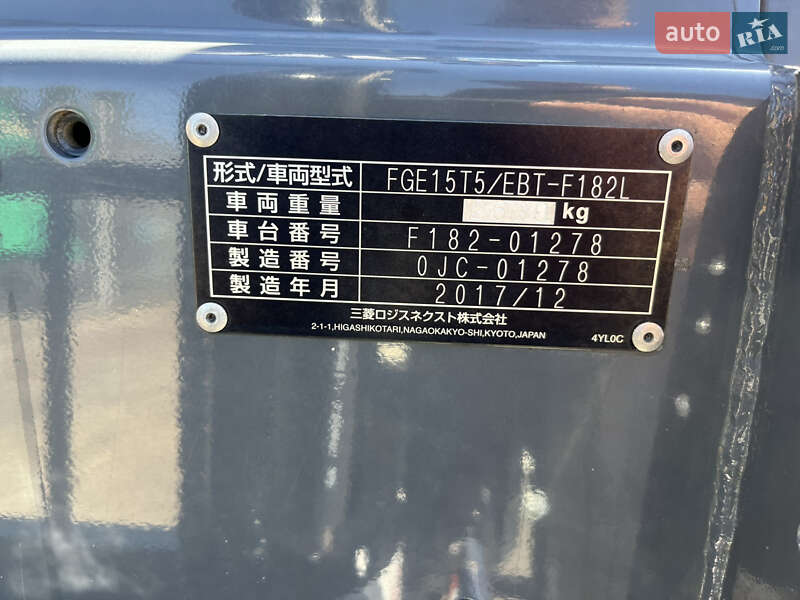 auto RIA .com
形式/車両型式 FGE15T5/EBT-F182L
車両重量 kg
車台番号 F182-01278
製造番号 0JC-01278
製造年月 2017/12
三菱ロジスネクスト株式会社
2-1-1,HIGASHIKOTARI,NAGAOKAKYO-SHI,KYOTO,JAPAN 4YL0C